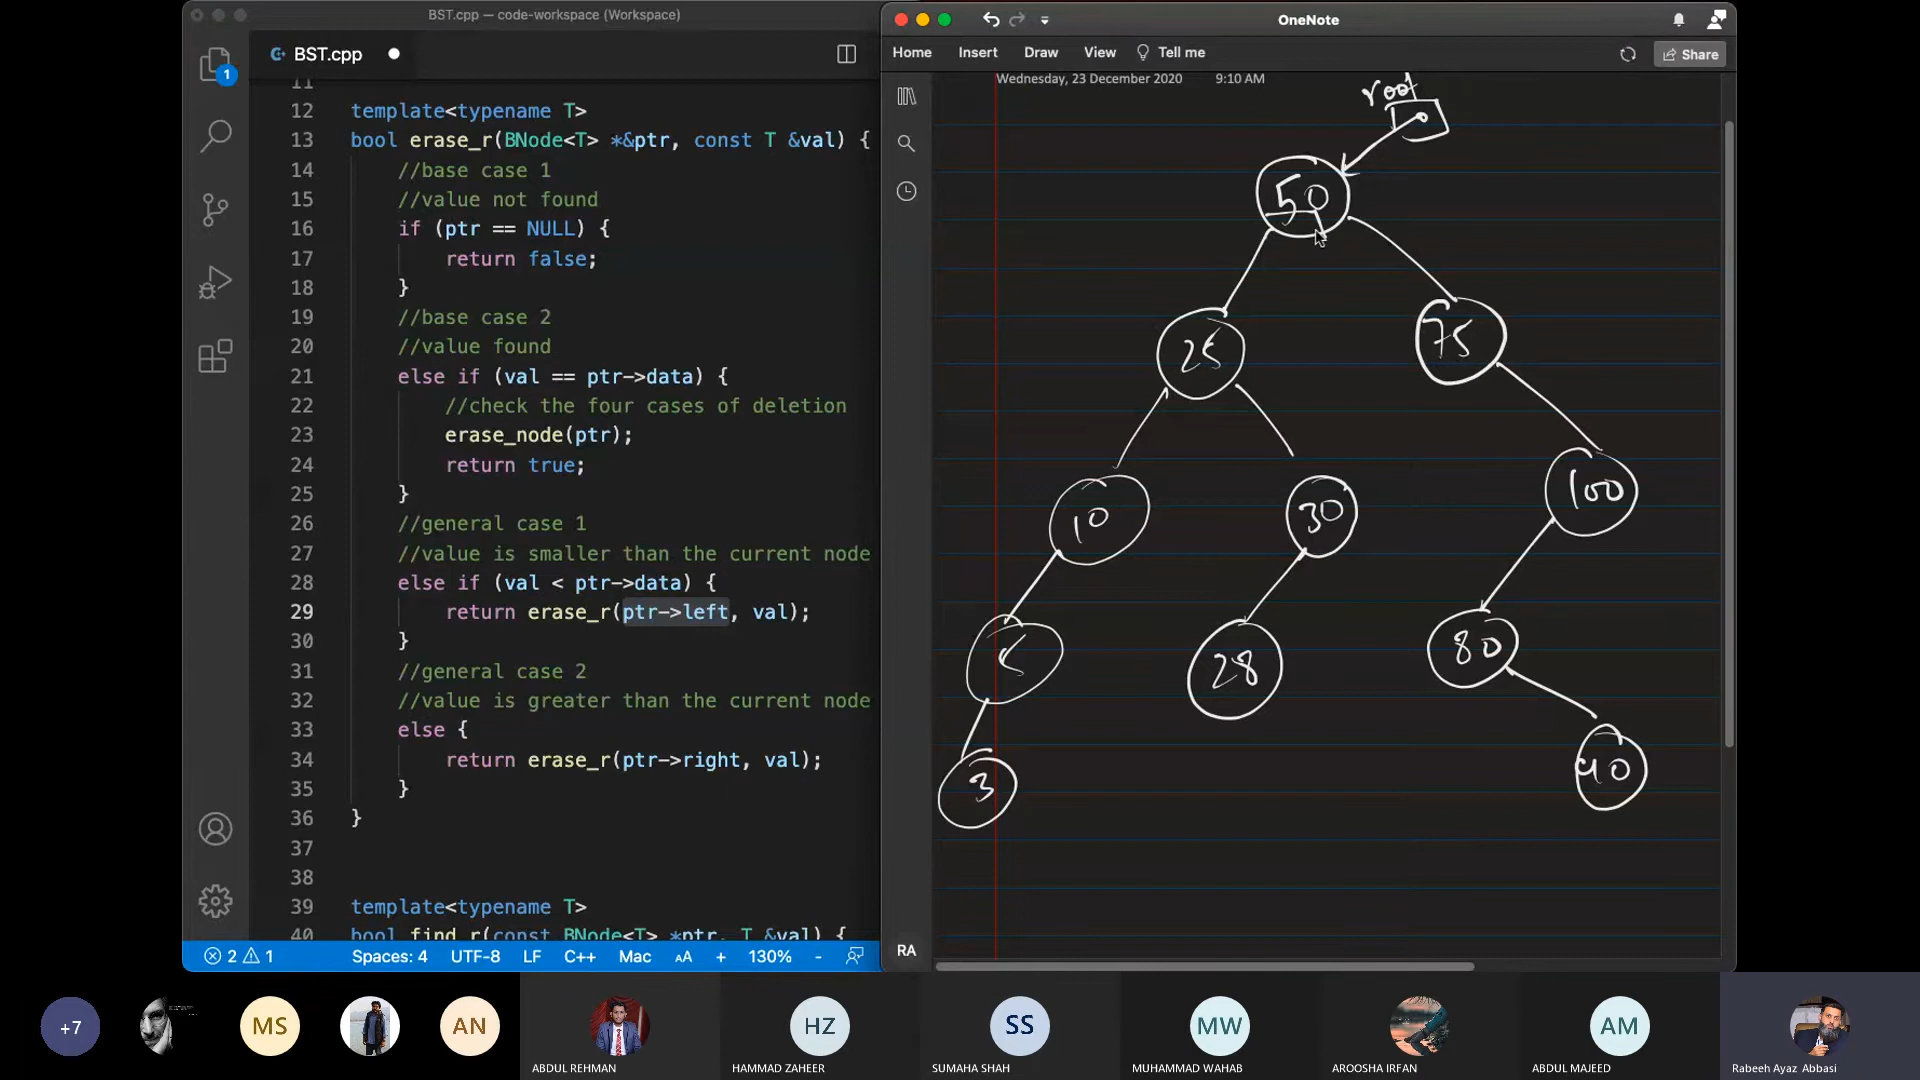 BST.cpp — code-workspace (Workspace)
BST.cpp
1
11
12 template<typename T>
13 bool erase_r(BNode<T> *&ptr, const T &val) {
14 //base case 1
15 //value not found
16 if (ptr == NULL) {
17 return false;
18 }
19 //base case 2
20 //value found
21 else if (val == ptr->data) {
22 //check the four cases of deletion
23 erase_node(ptr);
24 return true;
25 }
26 //general case 1
27 //value is smaller than the current node
28 else if (val < ptr->data) {
29 return erase_r(ptr->left, val);
30 }
31 //general case 2
32 //value is greater than the current node
33 else {
34 return erase_r(ptr->right, val);
35 }
36 }
37
38
39 template<typename T>
40 bool find_r(const BNode<T> *ptr, T &val) {
2 1 Spaces: 4 UTF-8 LF C++ Mac AA + 130% -
OneNote
Home Insert Draw View Tell me Share
Wednesday, 23 December 2020 9:10 AM
root
50
25 75
10 30 100
28 80
3
RA
+7 MS AN HZ SS MW AM
ABDUL REHMAN HAMMAD ZAHEER SUMAHA SHAH MUHAMMAD WAHAB AROOSHA IRFAN ABDUL MAJEED Rabeeh Ayaz Abbasi